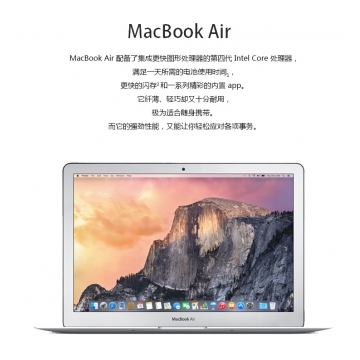 MacBook Air
MacBook Air 配备了集成更快图形处理器的第四代 Intel Core 处理器，
满足一天所需的电池使用时间1，
更快的闪存2和一系列精彩的内置 app。
它纤薄、轻巧却又十分耐用，
极为适合随身携带。
而它的强劲性能，又能让你轻松应对各项事务。
MacBook Air